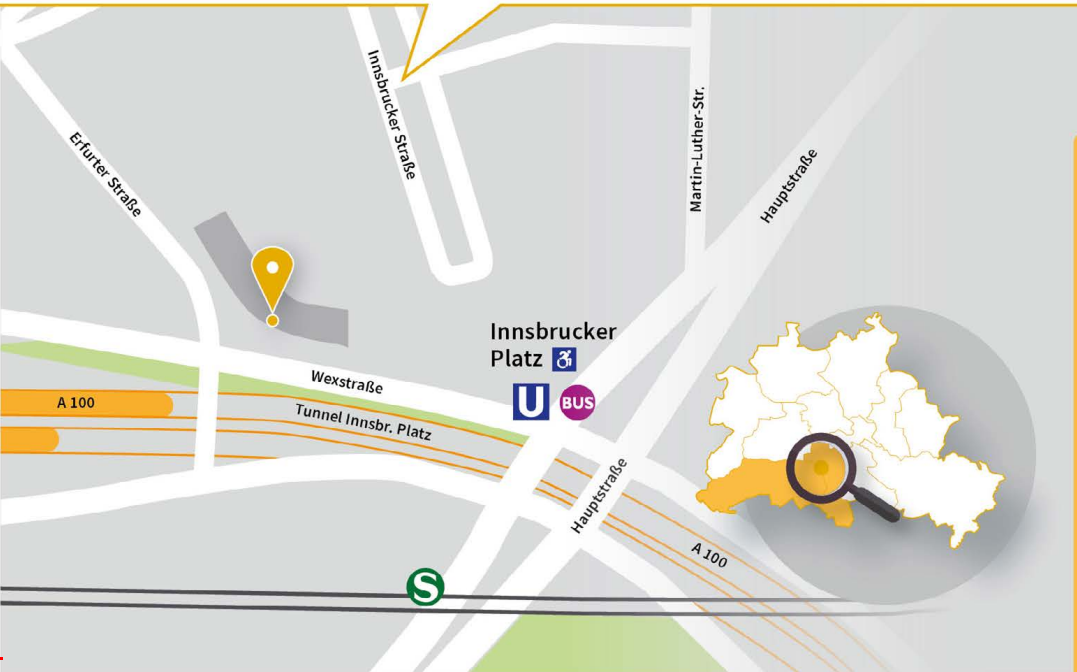 Innsbrucker Straße
Erfurter Straße
Martin-Luther-Str.
Hauptstraße
Innsbrucker
Platz
U
BUS
Wexstraße
A 100
Tunnel Innsbr. Platz
Hauptstraße
A 100
S